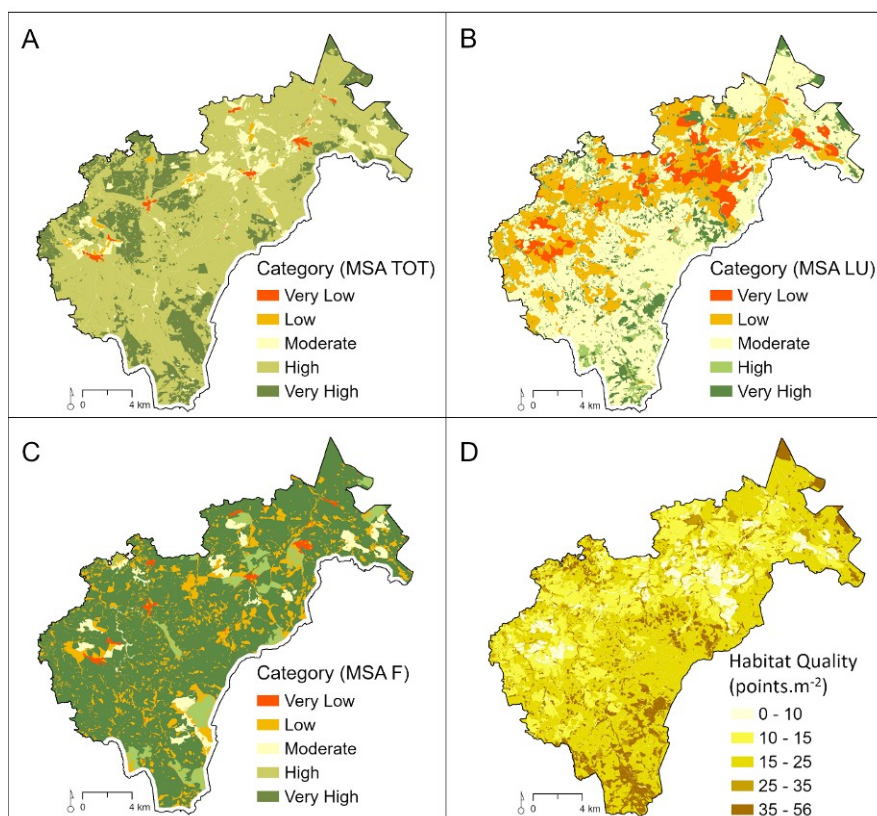 A
Category (MSA TOT)
Very Low
Low
Moderate
High
Very High
0 4 km
B
Category (MSA LU)
Very Low
Low
Moderate
High
Very High
0 4 km
C
Category (MSA F)
Very Low
Low
Moderate
High
Very High
0 4 km
D
Habitat Quality
(points.m⁻²)
0 - 10
10 - 15
15 - 25
25 - 35
35 - 56
0 4 km